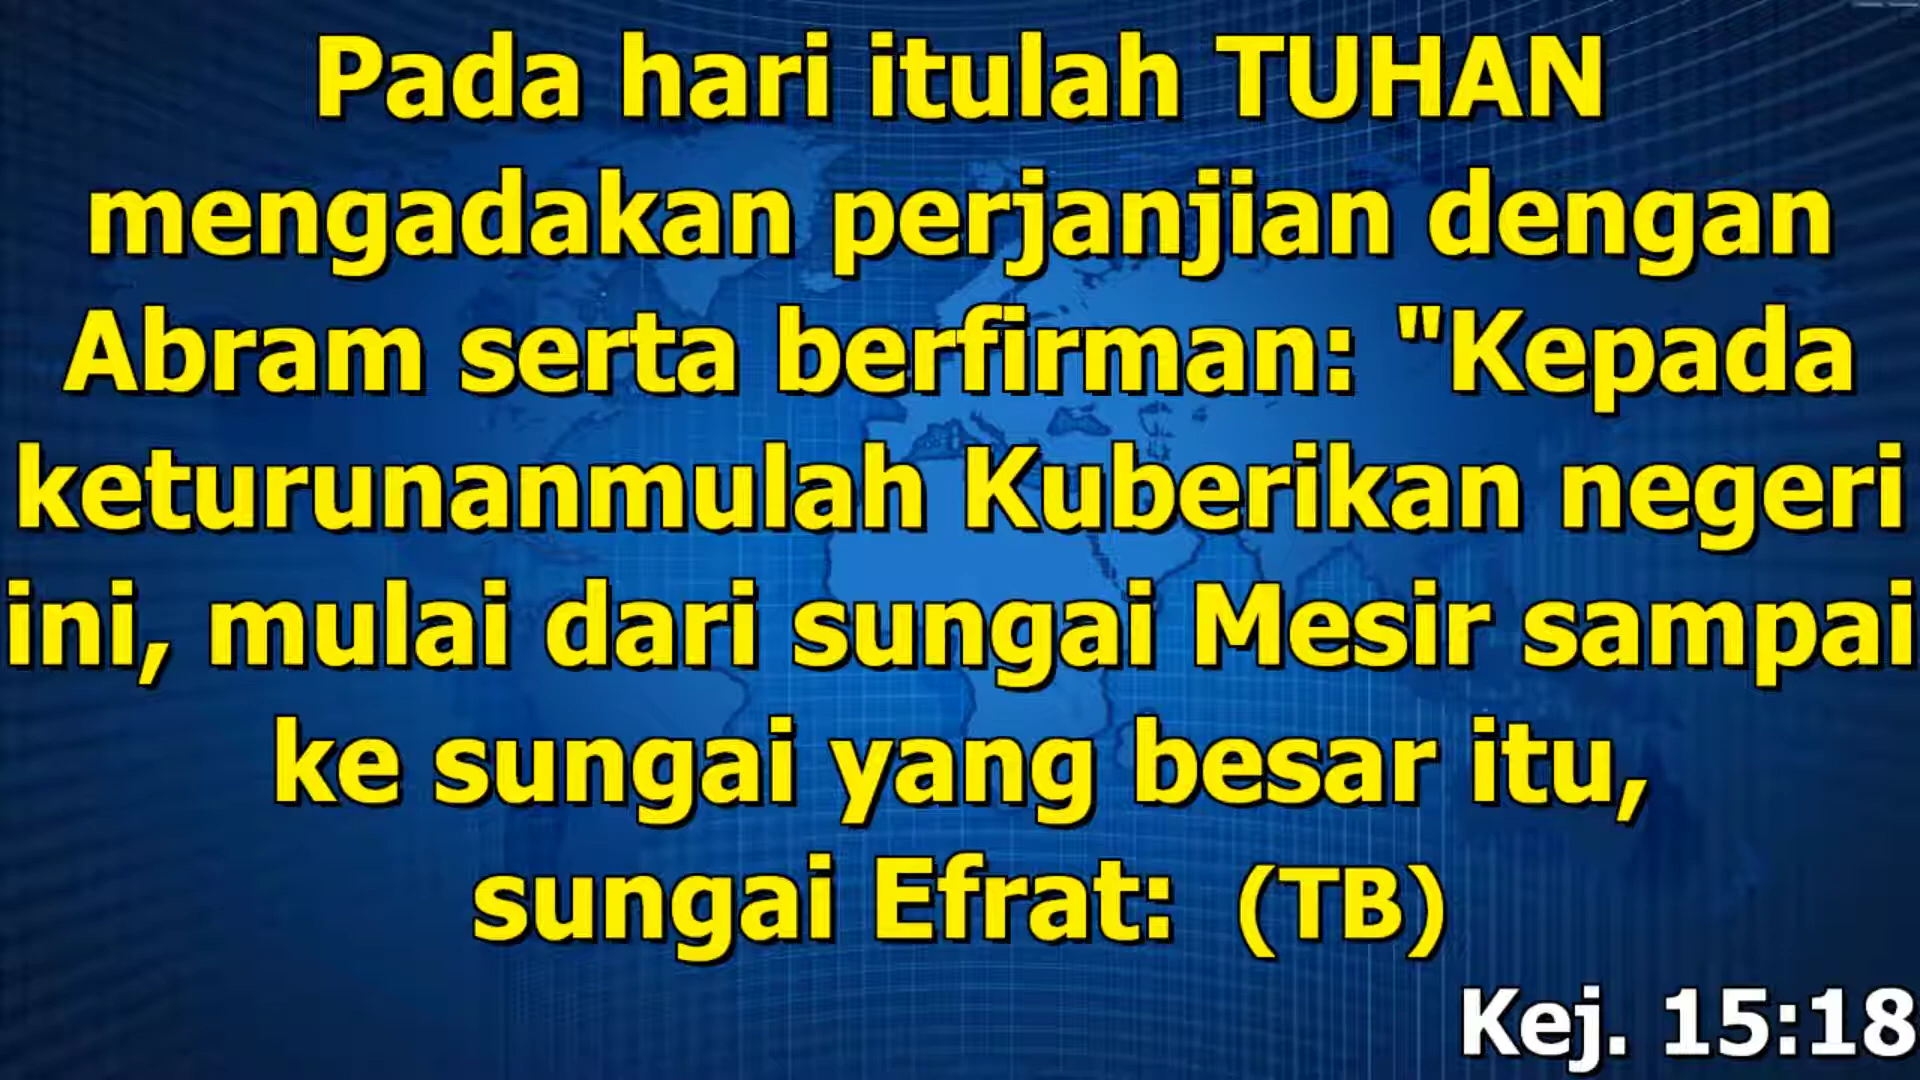 Pada hari itulah TUHAN
mengadakan perjanjian dengan
Abram serta berfirman: "Kepada
keturunanmulah Kuberikan negeri
ini, mulai dari sungai Mesir sampai
ke sungai yang besar itu,
sungai Efrat: (TB)
Kej. 15:18